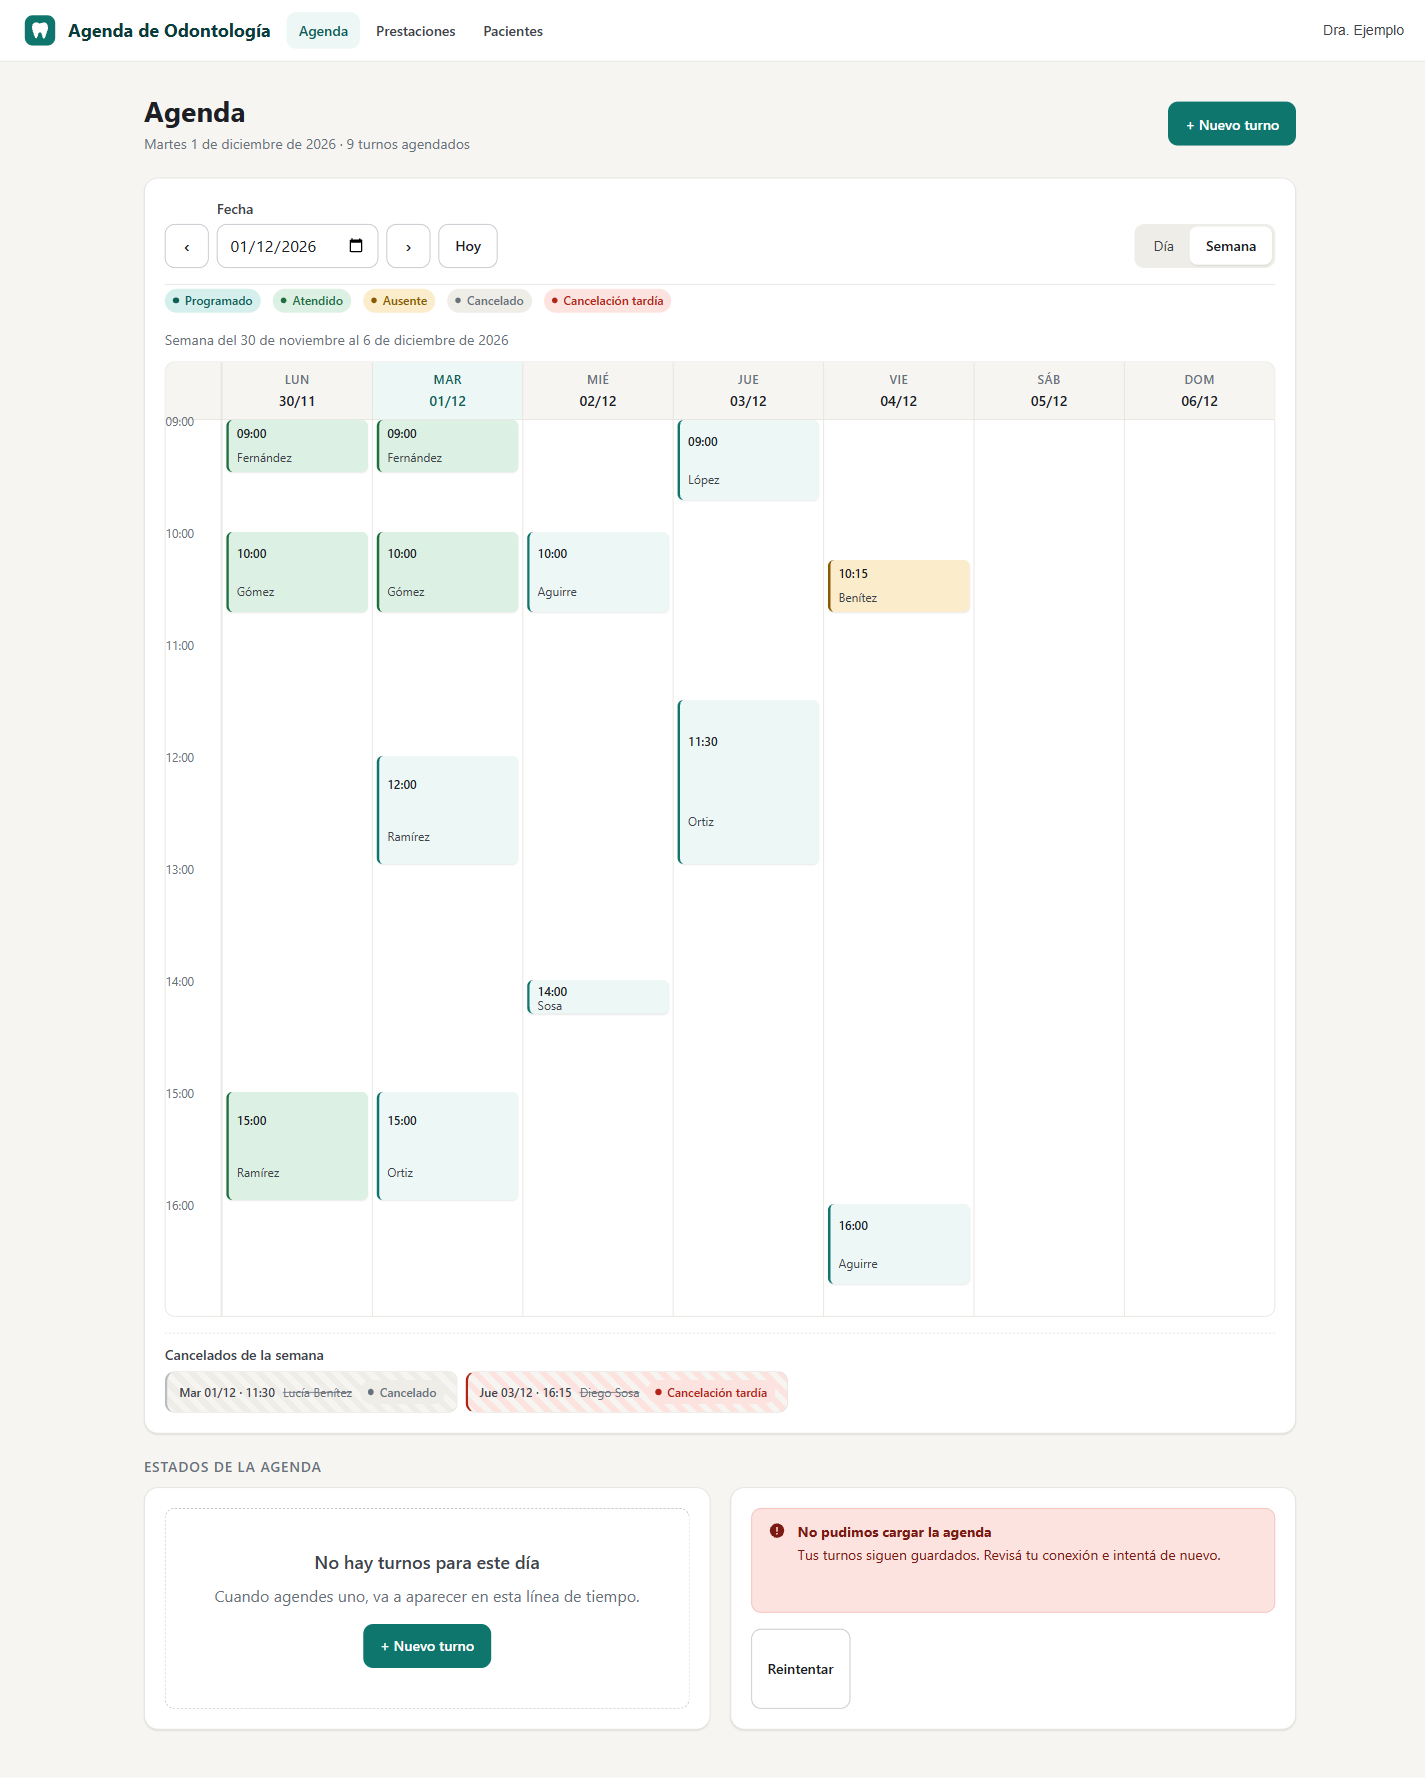 Agenda de Odontología
Agenda
Prestaciones
Pacientes
Dra. Ejemplo
Agenda
Martes 1 de diciembre de 2026 · 9 turnos agendados
+ Nuevo turno
Fecha
‹
01/12/2026
›
Hoy
Día
Semana
Programado
Atendido
Ausente
Cancelado
Cancelación tardía
Semana del 30 de noviembre al 6 de diciembre de 2026
LUN
30/11
MAR
01/12
MIÉ
02/12
JUE
03/12
VIE
04/12
SÁB
05/12
DOM
06/12
09:00
10:00
11:00
12:00
13:00
14:00
15:00
16:00
09:00
Fernández
10:00
Gómez
15:00
Ramírez
09:00
Fernández
10:00
Gómez
12:00
Ramírez
15:00
Ortiz
10:00
Aguirre
14:00
Sosa
09:00
López
11:30
Ortiz
10:15
Benítez
16:00
Aguirre
Cancelados de la semana
Mar 01/12 · 11:30 Lucía Benítez Cancelado
Jue 03/12 · 16:15 Diego Sosa Cancelación tardía
ESTADOS DE LA AGENDA
No hay turnos para este día
Cuando agendes uno, va a aparecer en esta línea de tiempo.
+ Nuevo turno
No pudimos cargar la agenda
Tus turnos siguen guardados. Revisá tu conexión e intentá de nuevo.
Reintentar